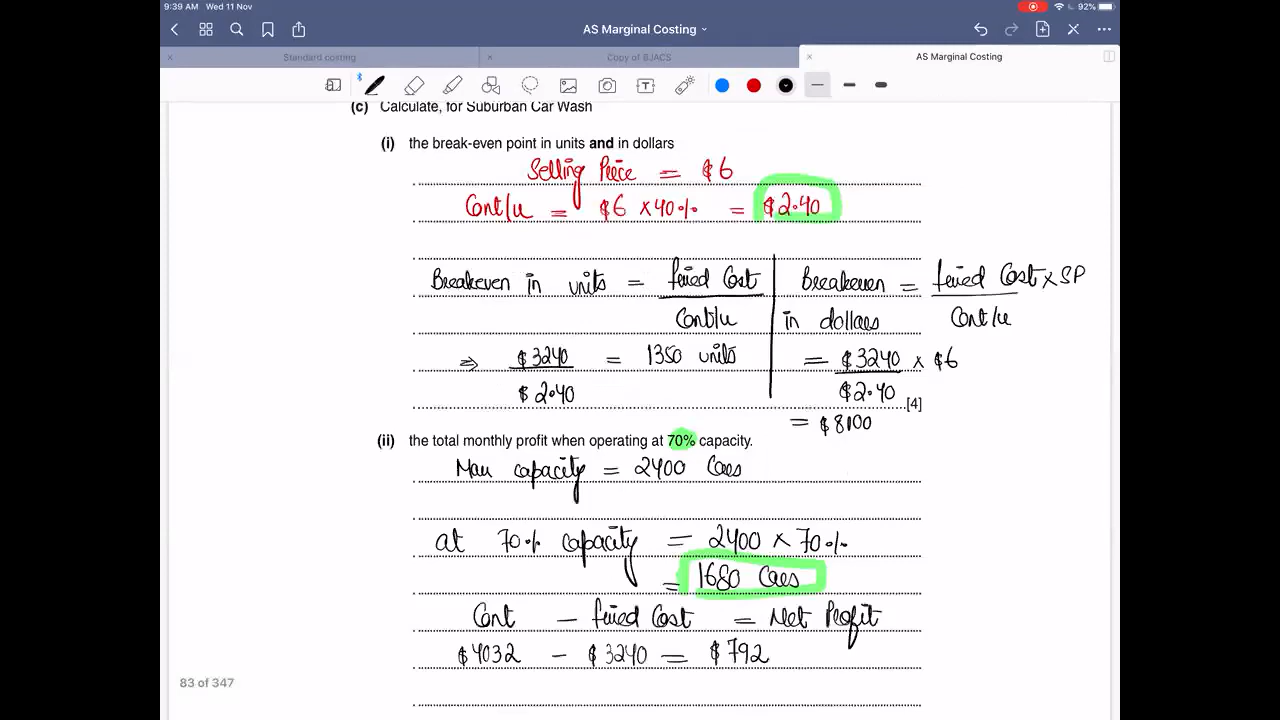 9:39 AM Wed 11 Nov
92%
AS Marginal Costing
Standard costing
Copy of BJACS
AS Marginal Costing
(c) Calculate, for Suburban Car Wash
(i) the break-even point in units and in dollars
Selling Price = $6
Cont/u = $6 × 40% = $2.40
Breakeven in units = Fixed Cost
Cont/u
⇒ $3240 = 1350 units
$2.40
Breakeven = Fixed Cost × SP
in dollars Cont/u
= $3240 × $6
$2.40
[4]
= $8100
(ii) the total monthly profit when operating at 70% capacity.
Max capacity = 2400 Cars
at 70% capacity = 2400 × 70%
= 1680 Cars
Cont − Fixed Cost = Net Profit
$4032 − $3240 = $792
83 of 347